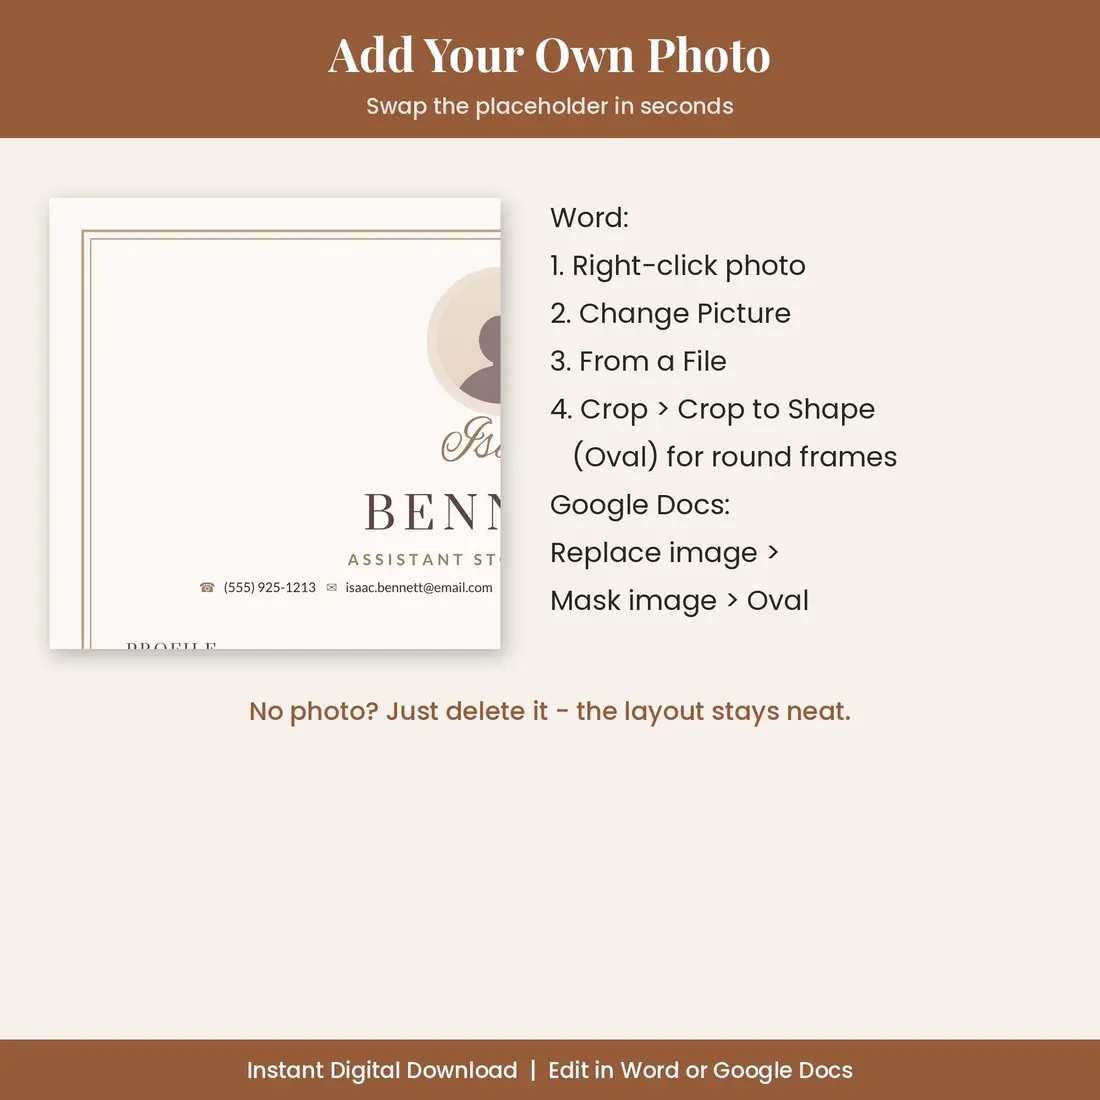 Add Your Own Photo
Swap the placeholder in seconds
BENN
ASSISTANT
☎ (555) 925-1213 ✉ isaac.bennett@email.com
PROFILE
Word:
1. Right-click photo
2. Change Picture
3. From a File
4. Crop > Crop to Shape
(Oval) for round frames
Google Docs:
Replace image >
Mask image > Oval
No photo? Just delete it - the layout stays neat.
Instant Digital Download | Edit in Word or Google Docs